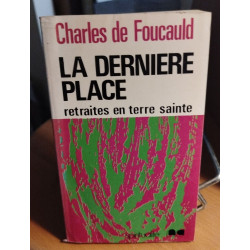 Charles de Foucauld
LA DERNIERE
PLACE
retraites en terre sainte